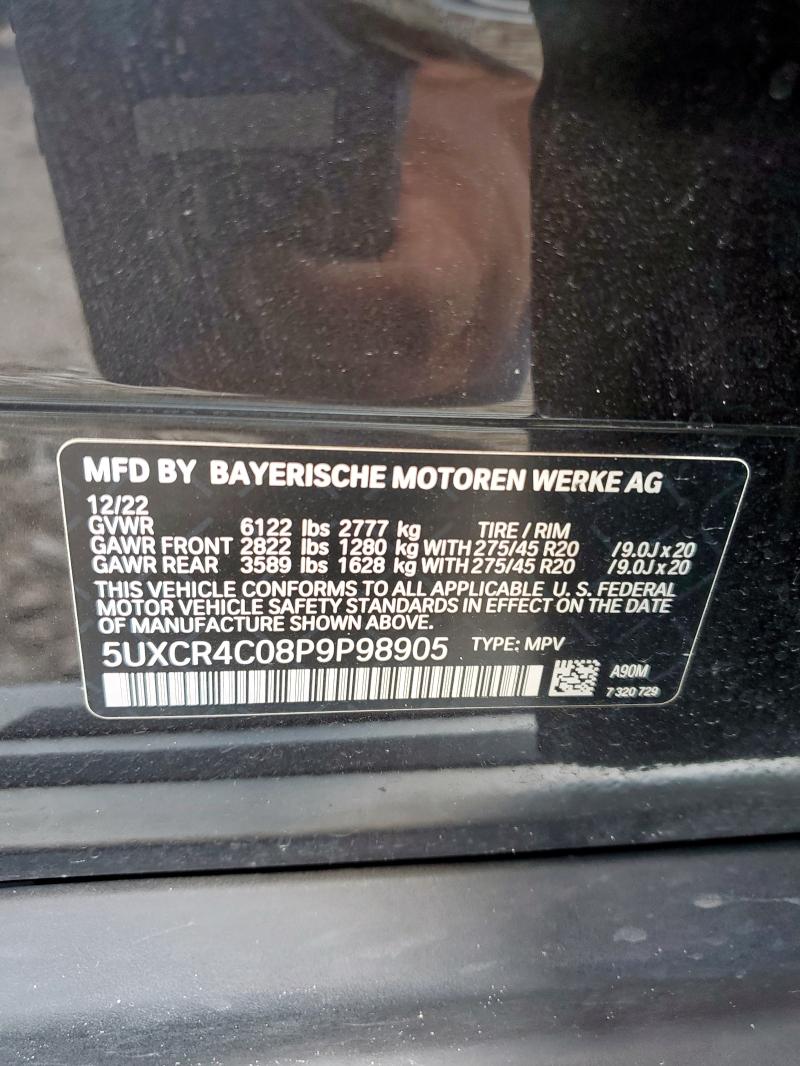 MFD BY BAYERISCHE MOTOREN WERKE AG
12/22
GVWR 6122 lbs 2777 kg TIRE / RIM
GAWR FRONT 2822 lbs 1280 kg WITH 275/45 R20 /9.0J x 20
GAWR REAR 3589 lbs 1628 kg WITH 275/45 R20 /9.0J x 20
THIS VEHICLE CONFORMS TO ALL APPLICABLE U. S. FEDERAL
MOTOR VEHICLE SAFETY STANDARDS IN EFFECT ON THE DATE
OF MANUFACTURE SHOWN ABOVE.
5UXCR4C08P9P98905 TYPE: MPV
A90M
7 320 729